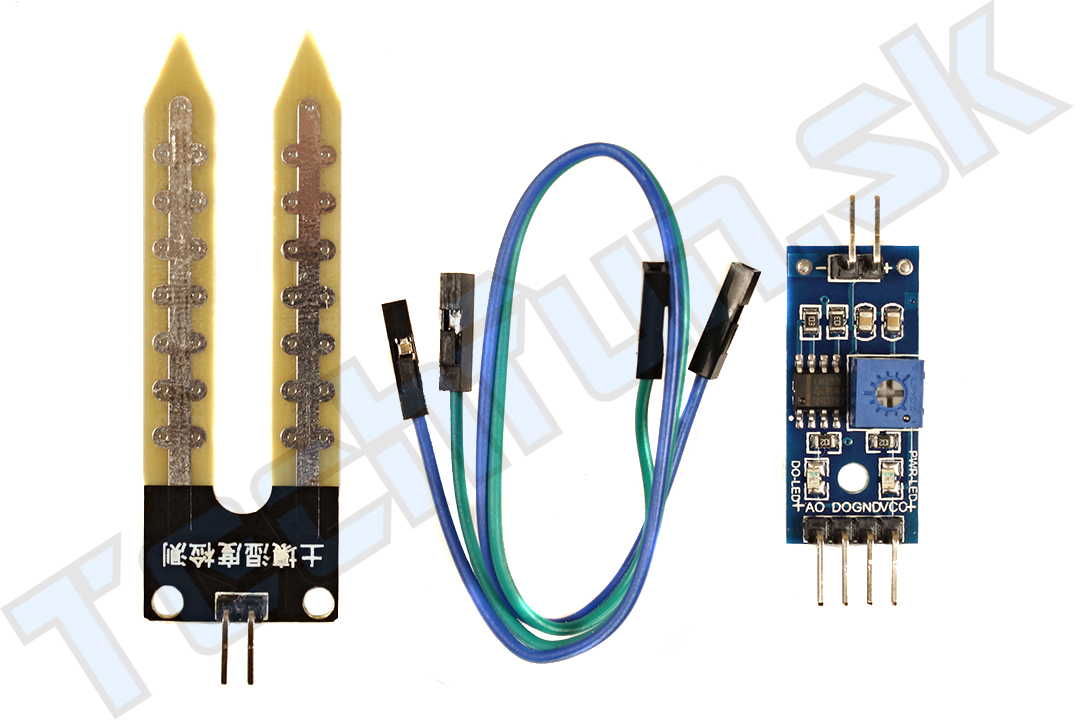 Techfun.sk
土壤湿度检测
- +
DO-LED
PWR-LED
AO DO GND VCC